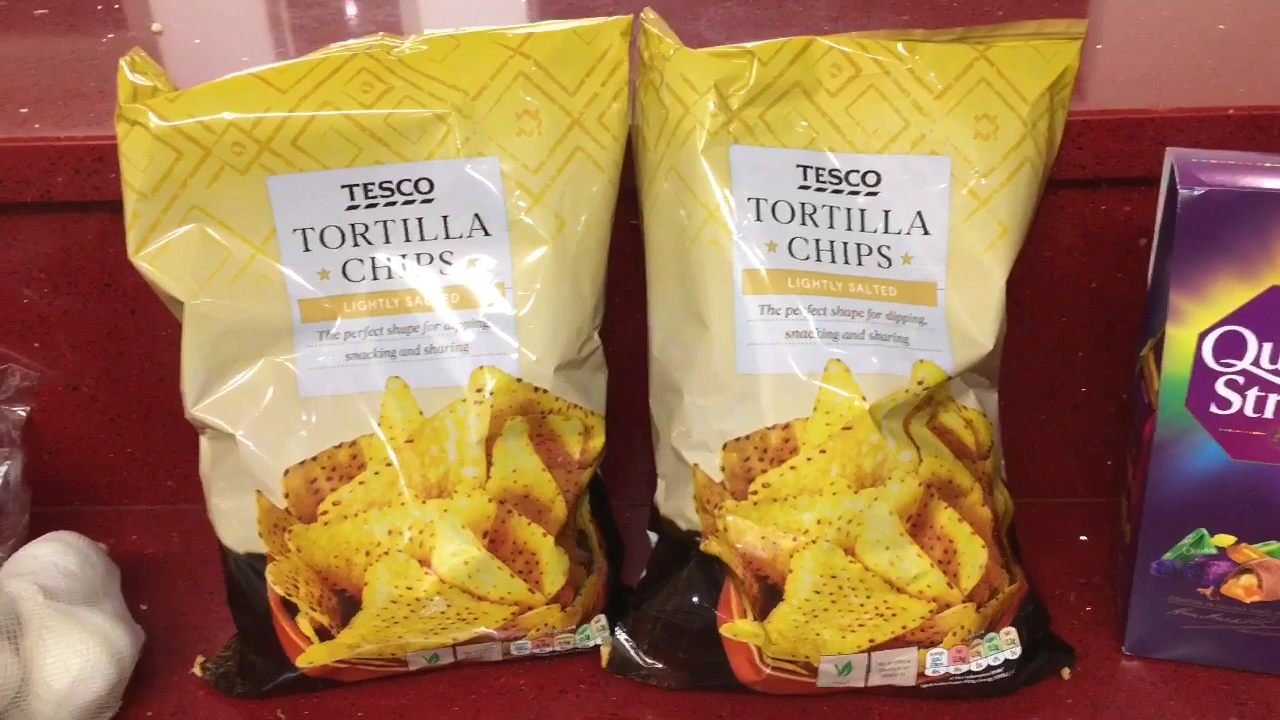 TESCO
TORTILLA
CHIPS
LIGHTLY SALTED
The perfect shape for dipping,
snacking and sharing
TESCO
TORTILLA
CHIPS
LIGHTLY SALTED
The perfect shape for dipping,
snacking and sharing
Qu
Str